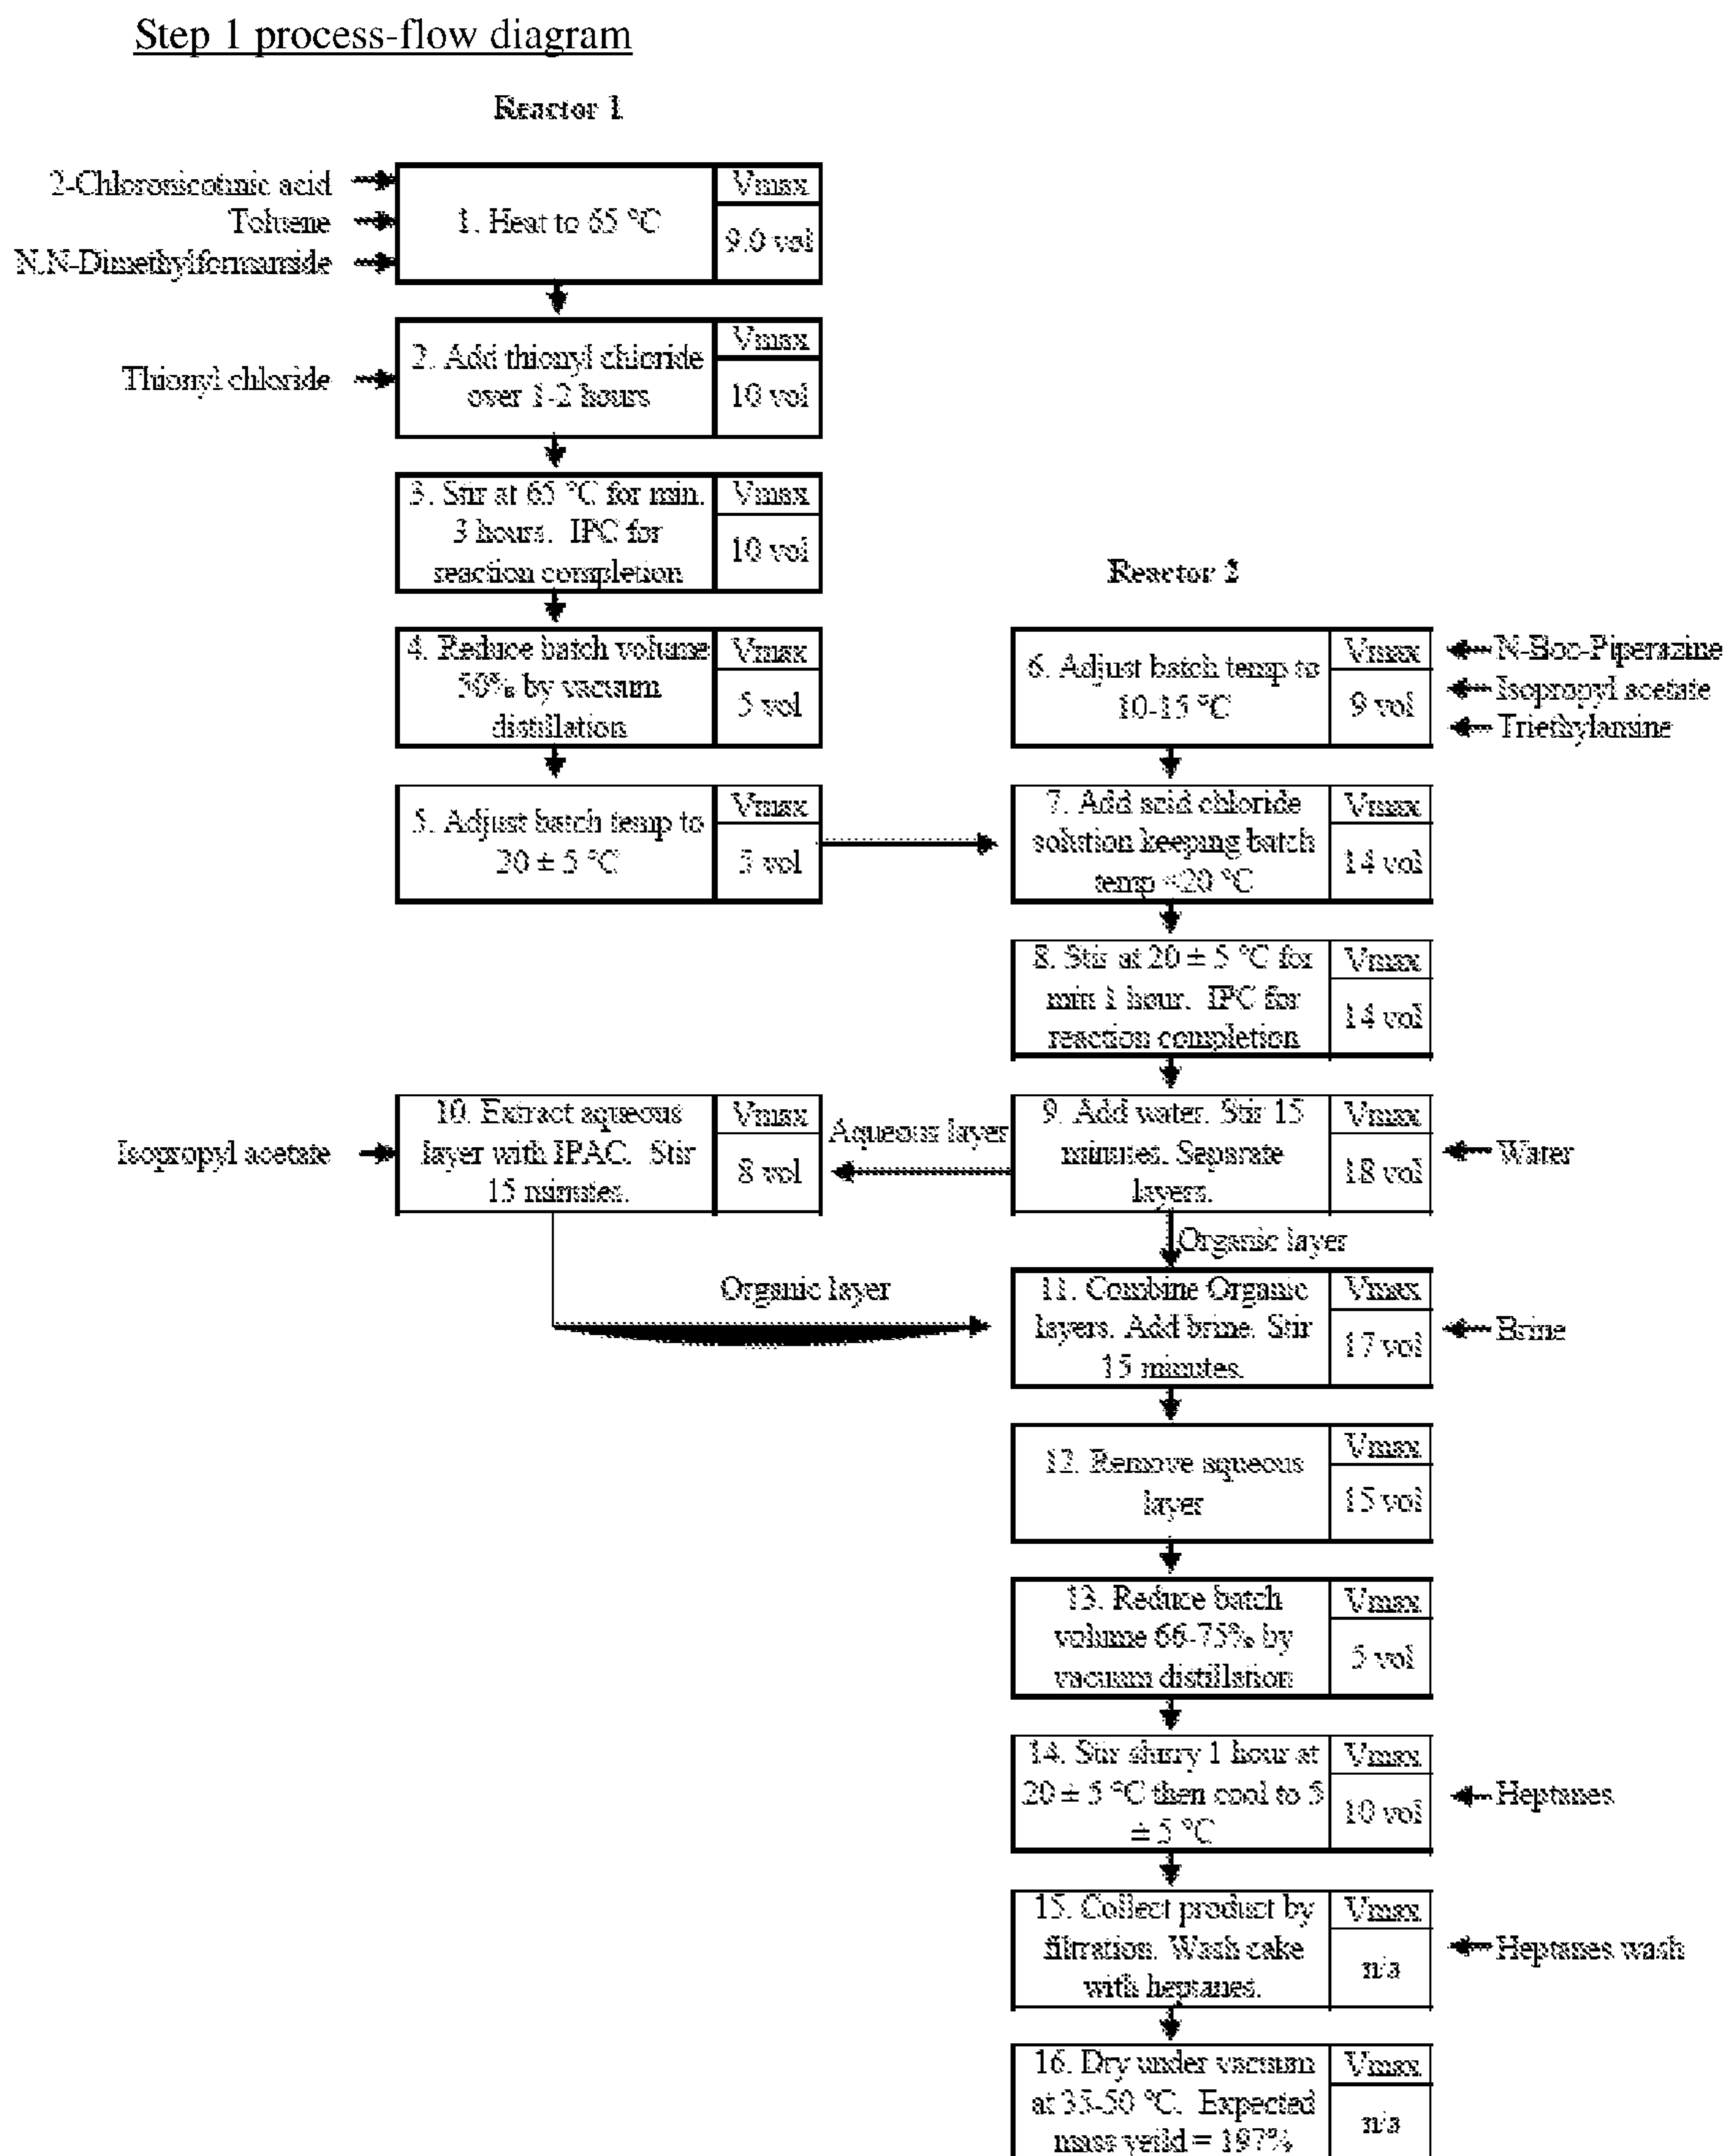 Step 1 process-flow diagram
Reactor 1
2-Chloronicotinic acid
Toluene
N,N-Dimethylformamide
1. Heat to 65 °C
Vmax
9.0 vol
Thionyl chloride
2. Add thionyl chloride
over 1-2 hours
Vmax
10 vol
3. Stir at 65 °C for min.
3 hours. IPC for
reaction completion
Vmax
10 vol
4. Reduce batch volume
50% by vacuum
distillation
Vmax
5 vol
5. Adjust batch temp to
20 ± 5 °C
Vmax
5 vol
Reactor 2
6. Adjust batch temp to
10-15 °C
Vmax
9 vol
N-Boc-Piperazine
Isopropyl acetate
Triethylamine
7. Add acid chloride
solution keeping batch
temp <20 °C
Vmax
14 vol
8. Stir at 20 ± 5 °C for
min 1 hour. IPC for
reaction completion
Vmax
14 vol
9. Add water. Stir 15
minutes. Separate
layers.
Vmax
18 vol
Water
Aqueous layer
Isopropyl acetate
10. Extract aqueous
layer with IPAC. Stir
15 minutes.
Vmax
8 vol
Organic layer
Organic layer
11. Combine Organic
layers. Add brine. Stir
15 minutes.
Vmax
17 vol
Brine
12. Remove aqueous
layer
Vmax
15 vol
13. Reduce batch
volume 66-75% by
vacuum distillation
Vmax
5 vol
14. Stir slurry 1 hour at
20 ± 5 °C then cool to 5
± 5 °C
Vmax
10 vol
Heptanes
15. Collect product by
filtration. Wash cake
with heptanes.
Vmax
n/a
Heptanes wash
16. Dry under vacuum
at 35-50 °C. Expected
mass yeild = 197%
Vmax
n/a